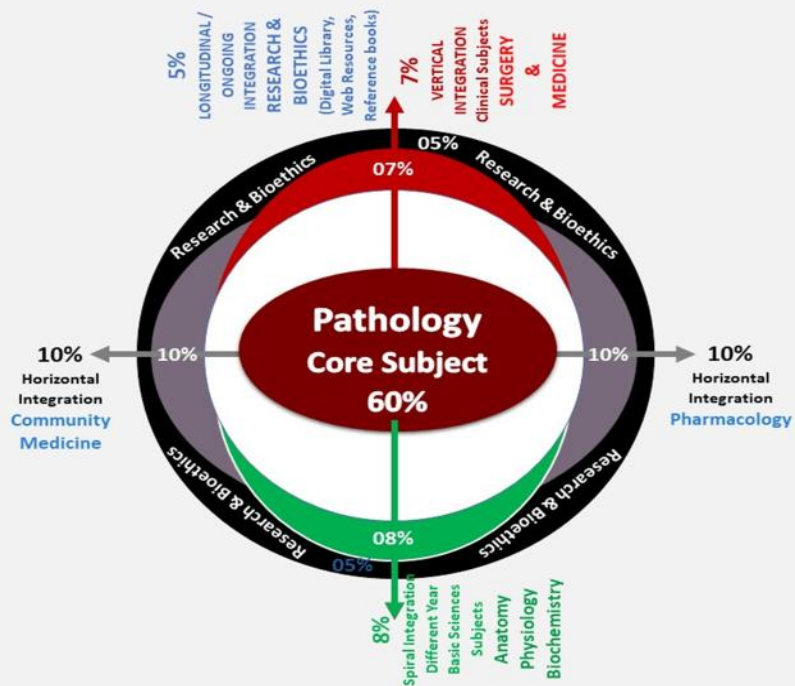 5%
LONGITUDINAL /
ONGOING
INTEGRATION
RESEARCH &
BIOETHICS
(Digital Library,
Web Resources,
Reference books)
7%
VERTICAL
INTEGRATION
Clinical Subjects
SURGERY
&
MEDICINE
05%
07%
Research & Bioethics
Research & Bioethics
Pathology
Core Subject
60%
10%
Horizontal
Integration
Community
Medicine
10%
10%
10%
Horizontal
Integration
Pharmacology
Research & Bioethics
Research & Bioethics
08%
05%
8%
Spiral Integration
Different Year
Basic Sciences
Subjects
Anatomy
Physiology
Biochemistry